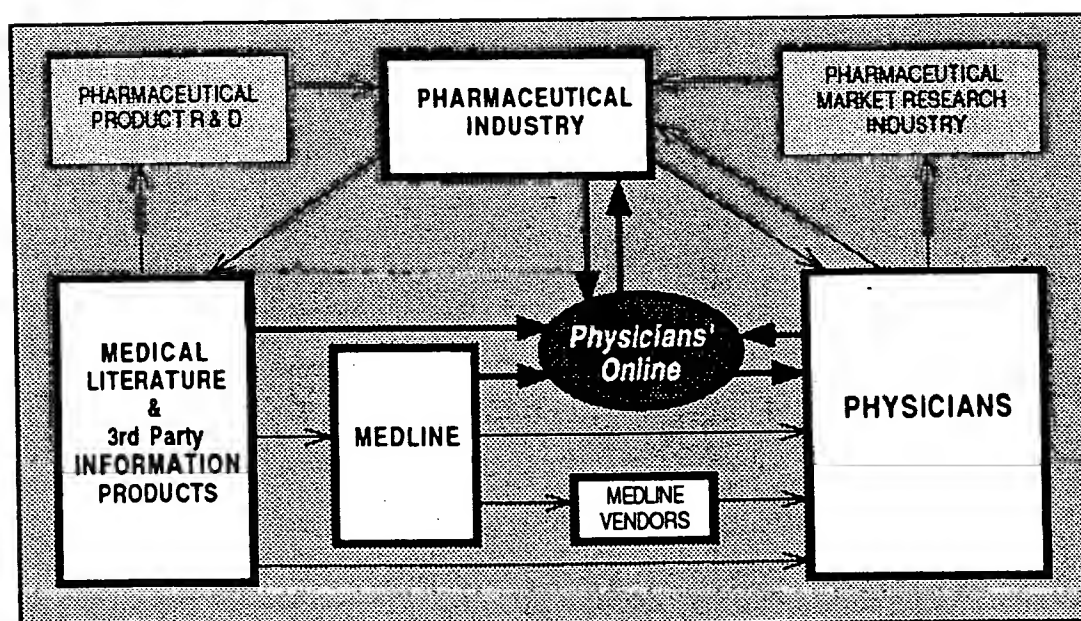 PHARMACEUTICAL
PRODUCT R & D
PHARMACEUTICAL
INDUSTRY
PHARMACEUTICAL
MARKET RESEARCH
INDUSTRY
MEDICAL
LITERATURE
&
3rd Party
INFORMATION
PRODUCTS
MEDLINE
Physicians'
Online
MEDLINE
VENDORS
PHYSICIANS